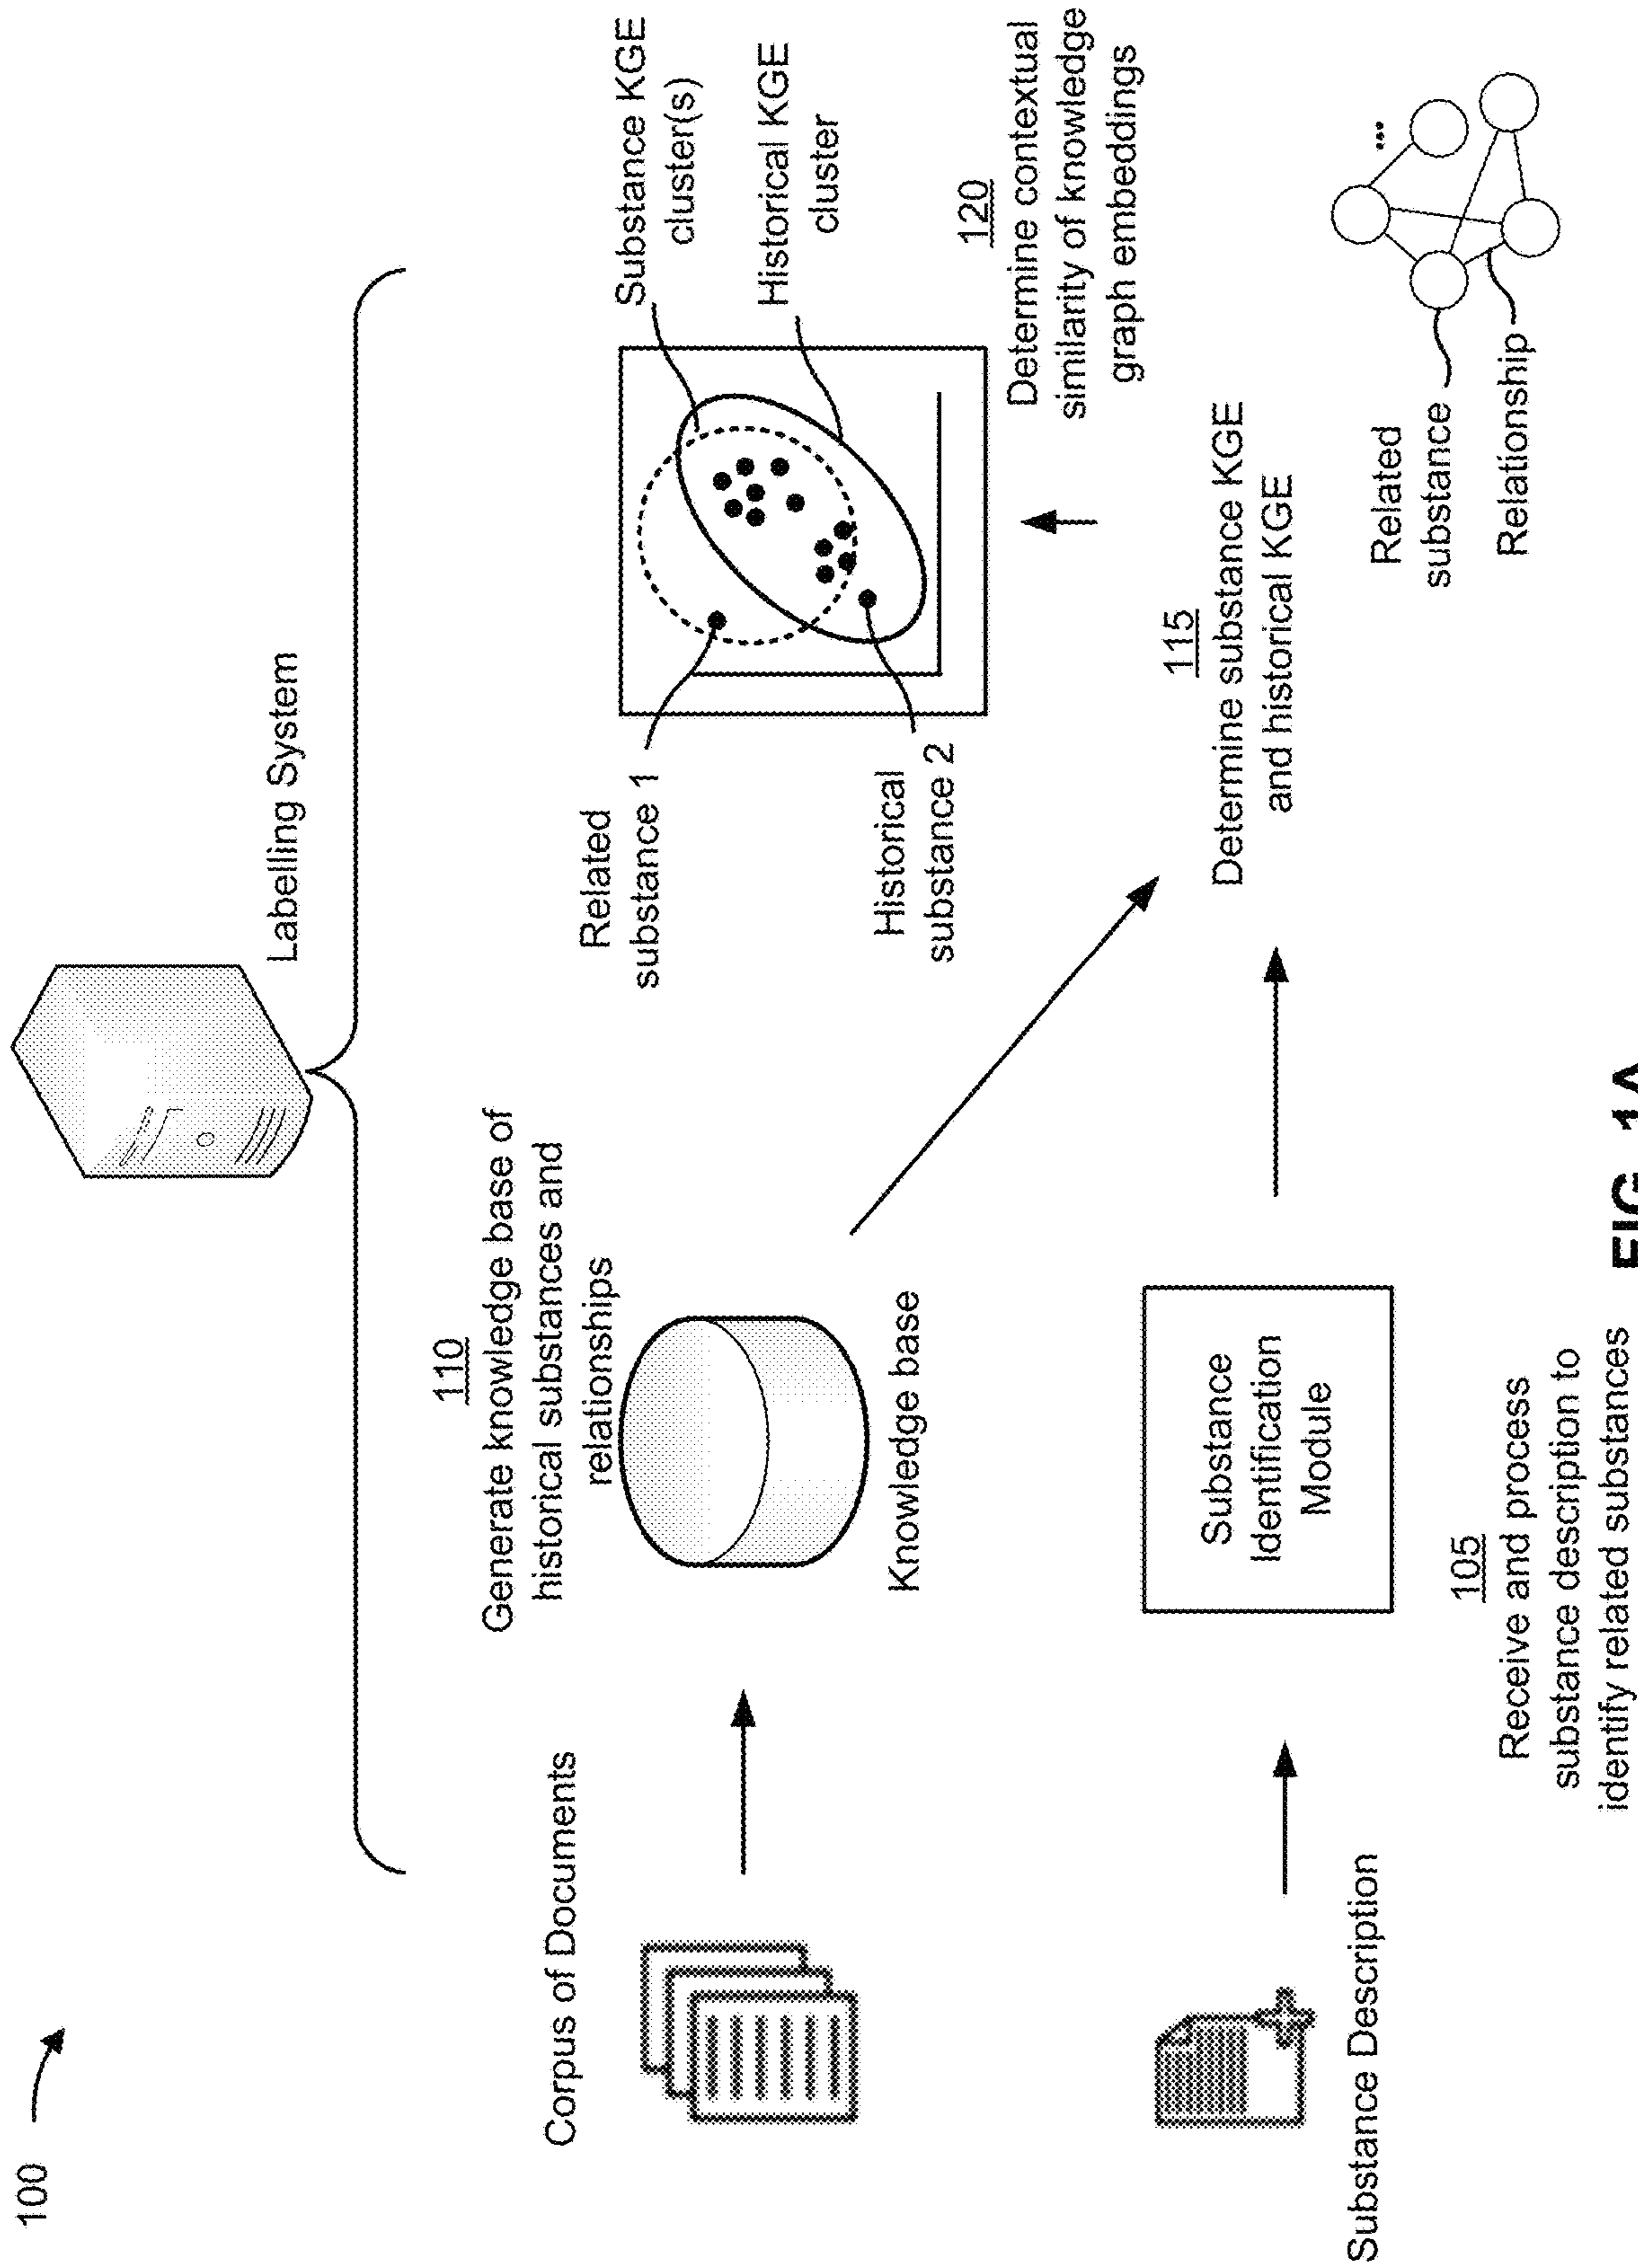 100
Labelling System
Corpus of Documents
110
Generate knowledge base of
historical substances and
relationships
Knowledge base
Related
substance 1
Historical
substance 2
Substance KGE
cluster(s)
Historical KGE
cluster
120
Determine contextual
similarity of knowledge
graph embeddings
115
Determine substance KGE
and historical KGE
Substance Description
Substance
Identification
Module
105
Receive and process
substance description to
identify related substances
Related
substance
Relationship
...
FIG. 1A